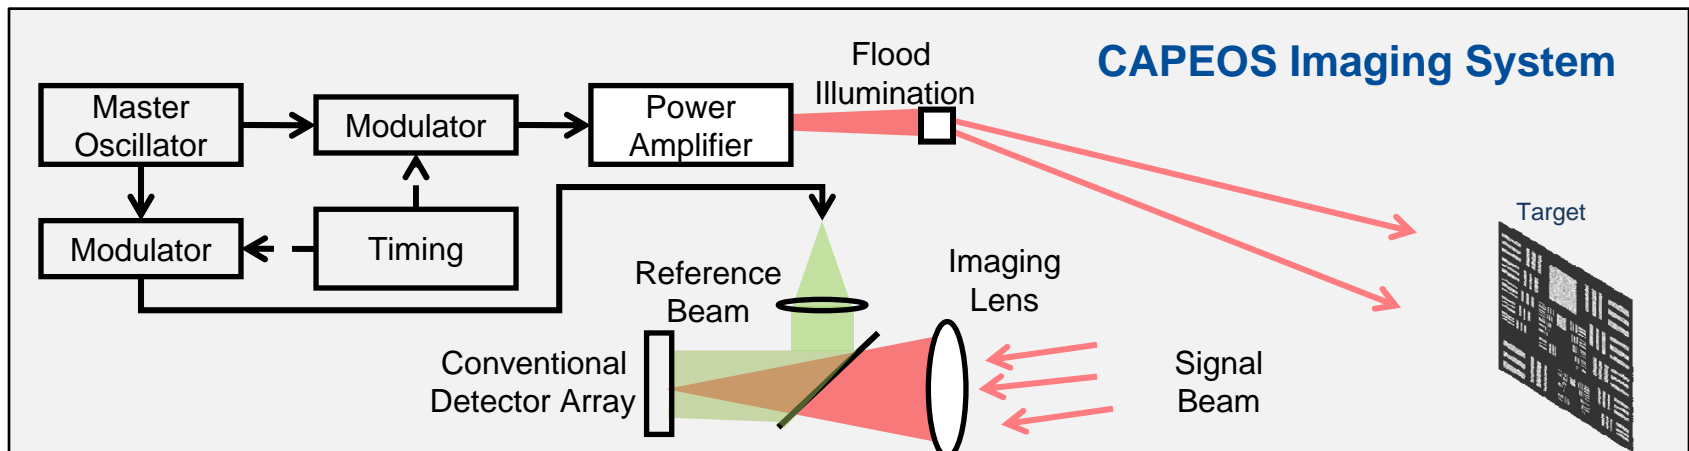 CAPEOS Imaging System
Flood
Illumination
Master
Oscillator
Modulator
Power
Amplifier
Modulator
Timing
Target
Reference
Beam
Imaging
Lens
Conventional
Detector Array
Signal
Beam